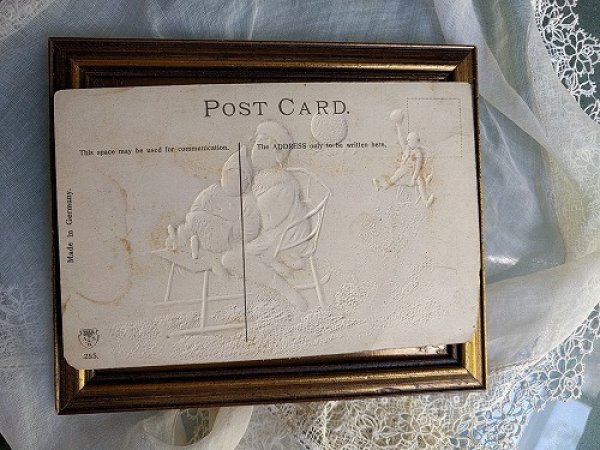 POST CARD.
This space may be used for communication.
The ADDRESS only to be written here.
Made in Germany.
255.